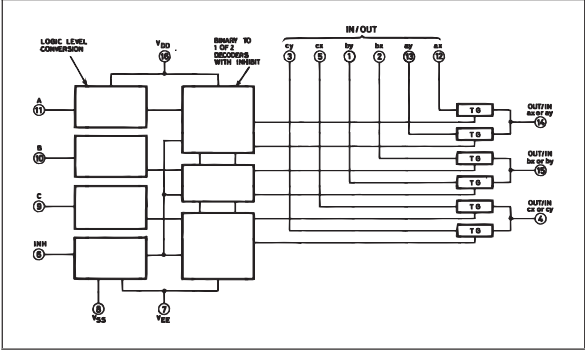 IN/OUT
LOGIC LEVEL
CONVERSION
VDD
16
BINARY TO
1 OF 2
DECODERS
WITH INHIBIT
cy cx by bx ay ax
3 5 1 2 13 12
A
11
TG
OUT/IN
ax or ay
14
TG
B
10
TG
OUT/IN
bx or by
15
TG
C
9
TG
OUT/IN
cx or cy
4
TG
INH
6
8
VSS
7
VEE